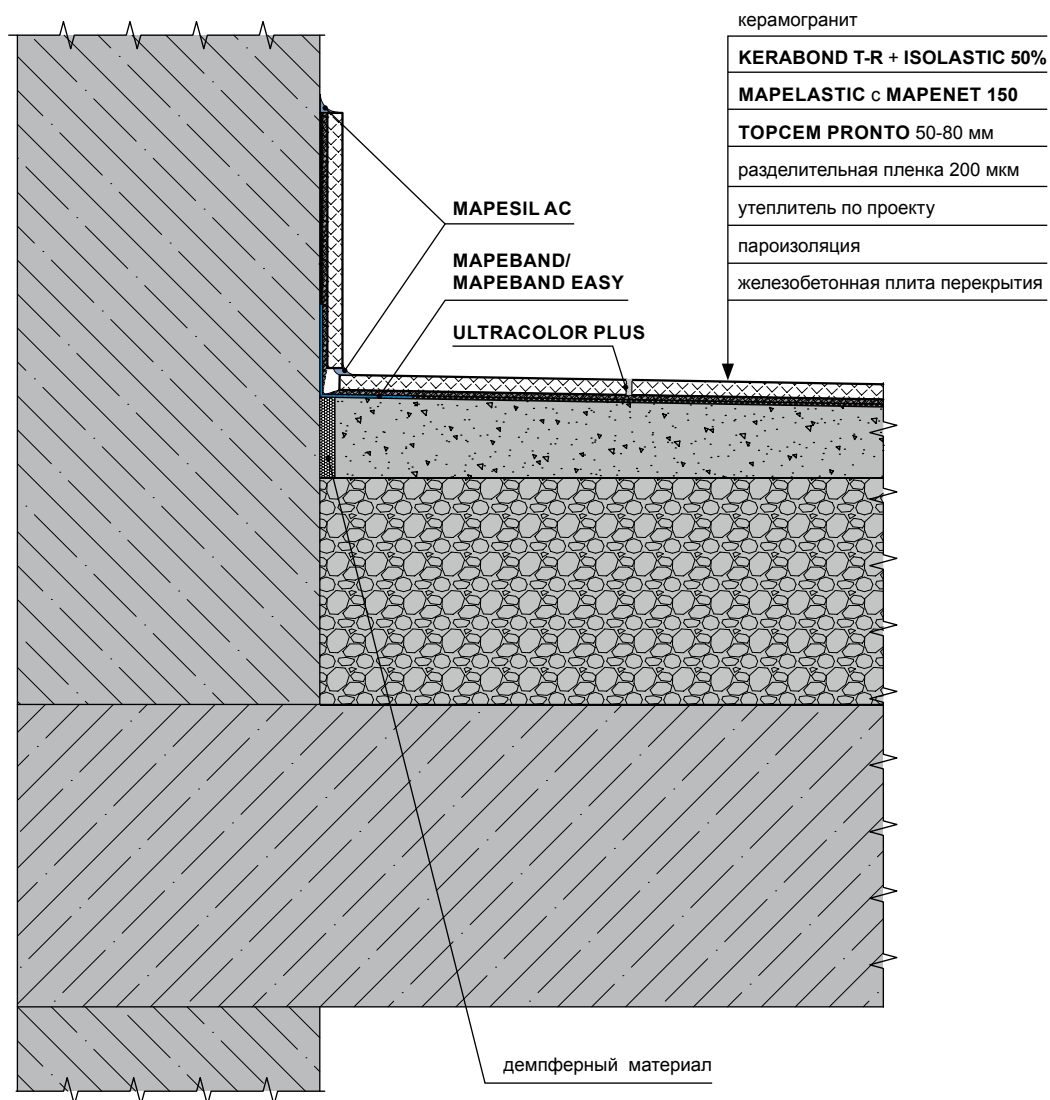 керамогранит
KERABOND T-R + ISOLASTIC 50%
MAPELASTIC с MAPENET 150
TOPCEM PRONTO 50-80 мм
разделительная пленка 200 мкм
утеплитель по проекту
пароизоляция
железобетонная плита перекрытия
MAPESIL AC
MAPEBAND/
MAPEBAND EASY
ULTRACOLOR PLUS
демпферный материал